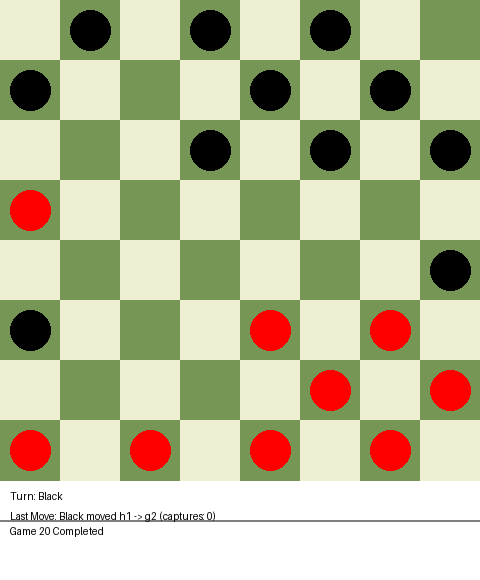 Turn: Black
Last Move: Black moved h1 -> g2 (captures: 0)
Game 20 Completed